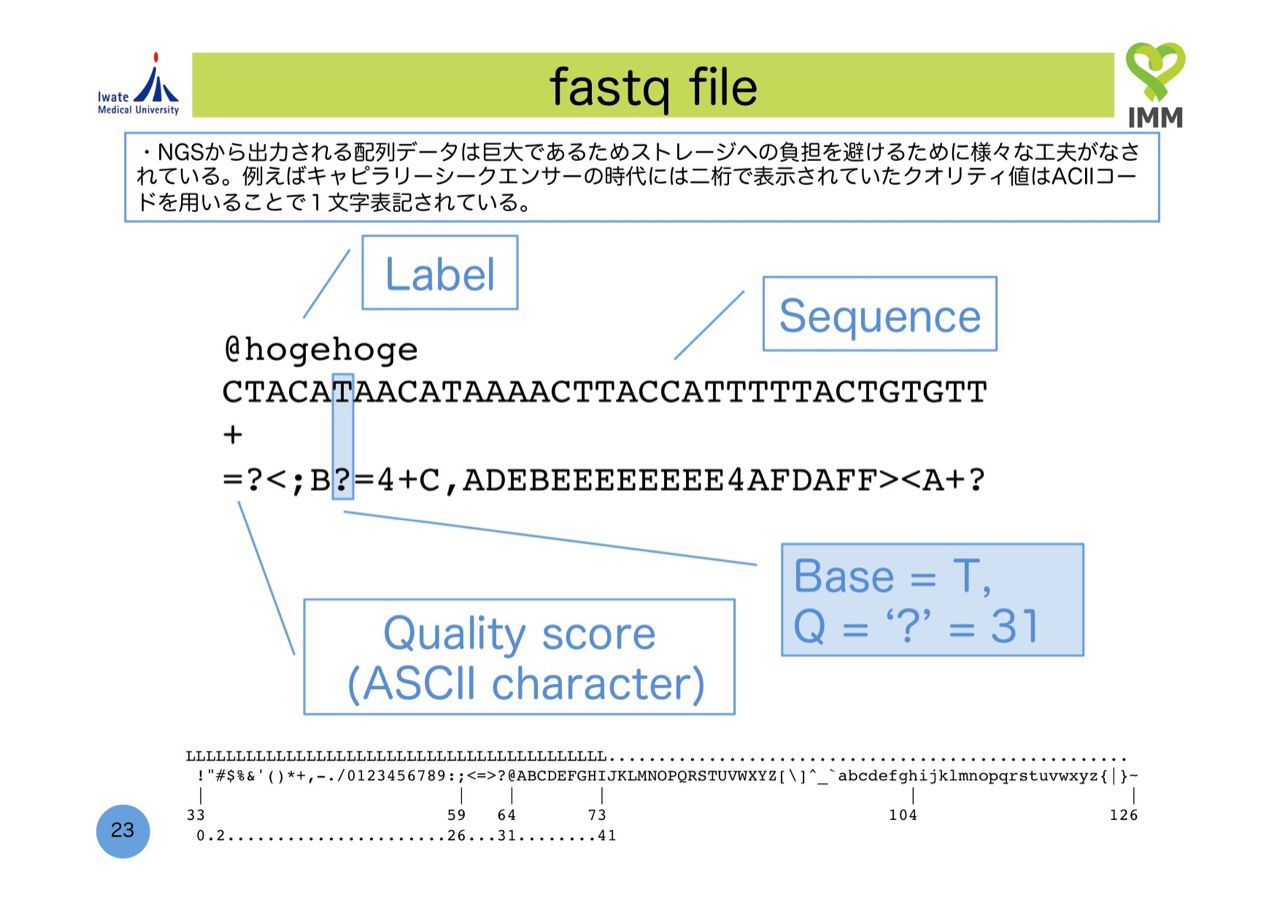 Iwate
Medical University
fastq file
IMM
・NGSから出力される配列データは巨大であるためストレージへの負担を避けるために様々な工夫がなさ
れている。例えばキャピラリーシークエンサーの時代には二桁で表示されていたクオリティ値はACIIコー
ドを用いることで１文字表記されている。
Label
Sequence
@hogehoge
CTACATAACATAAAACTTACCATTTTTACTGTGTT
+
=?<;B?=4+C,ADEBEEEEEEEE4AFDAFF><A+?
Base = T,
Q = ‘?’ = 31
Quality score
(ASCII character)
LLLLLLLLLLLLLLLLLLLLLLLLLLLLLLLLLLLLLLLLLL....................................................
!"#$%&'()*+,-./0123456789:;<=>?@ABCDEFGHIJKLMNOPQRSTUVWXYZ[\]^_`abcdefghijklmnopqrstuvwxyz{|}~
| | | | | |
33 59 64 73 104 126
0.2......................26...31........41
23